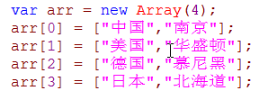 var arr = new Array(4);
arr[0] = ["中国","南京"];
arr[1] = ["美国","华盛顿"];
arr[2] = ["德国","慕尼黑"];
arr[3] = ["日本","北海道"];